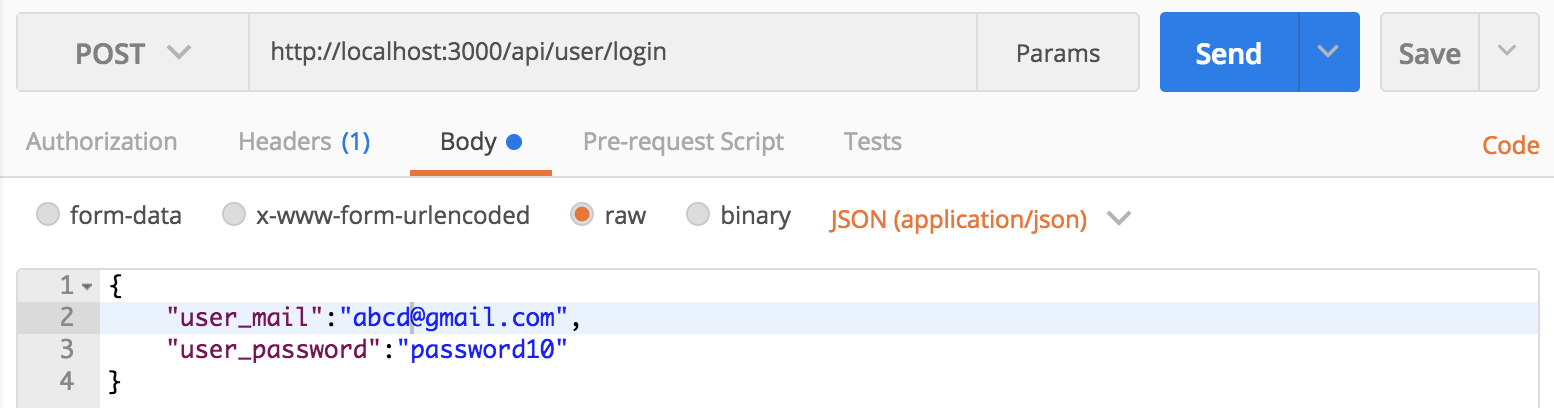 POST http://localhost:3000/api/user/login Params Send Save
Authorization Headers (1) Body Pre-request Script Tests Code
form-data x-www-form-urlencoded raw binary JSON (application/json)
1 {
2 "user_mail":"abcd@gmail.com",
3 "user_password":"password10"
4 }